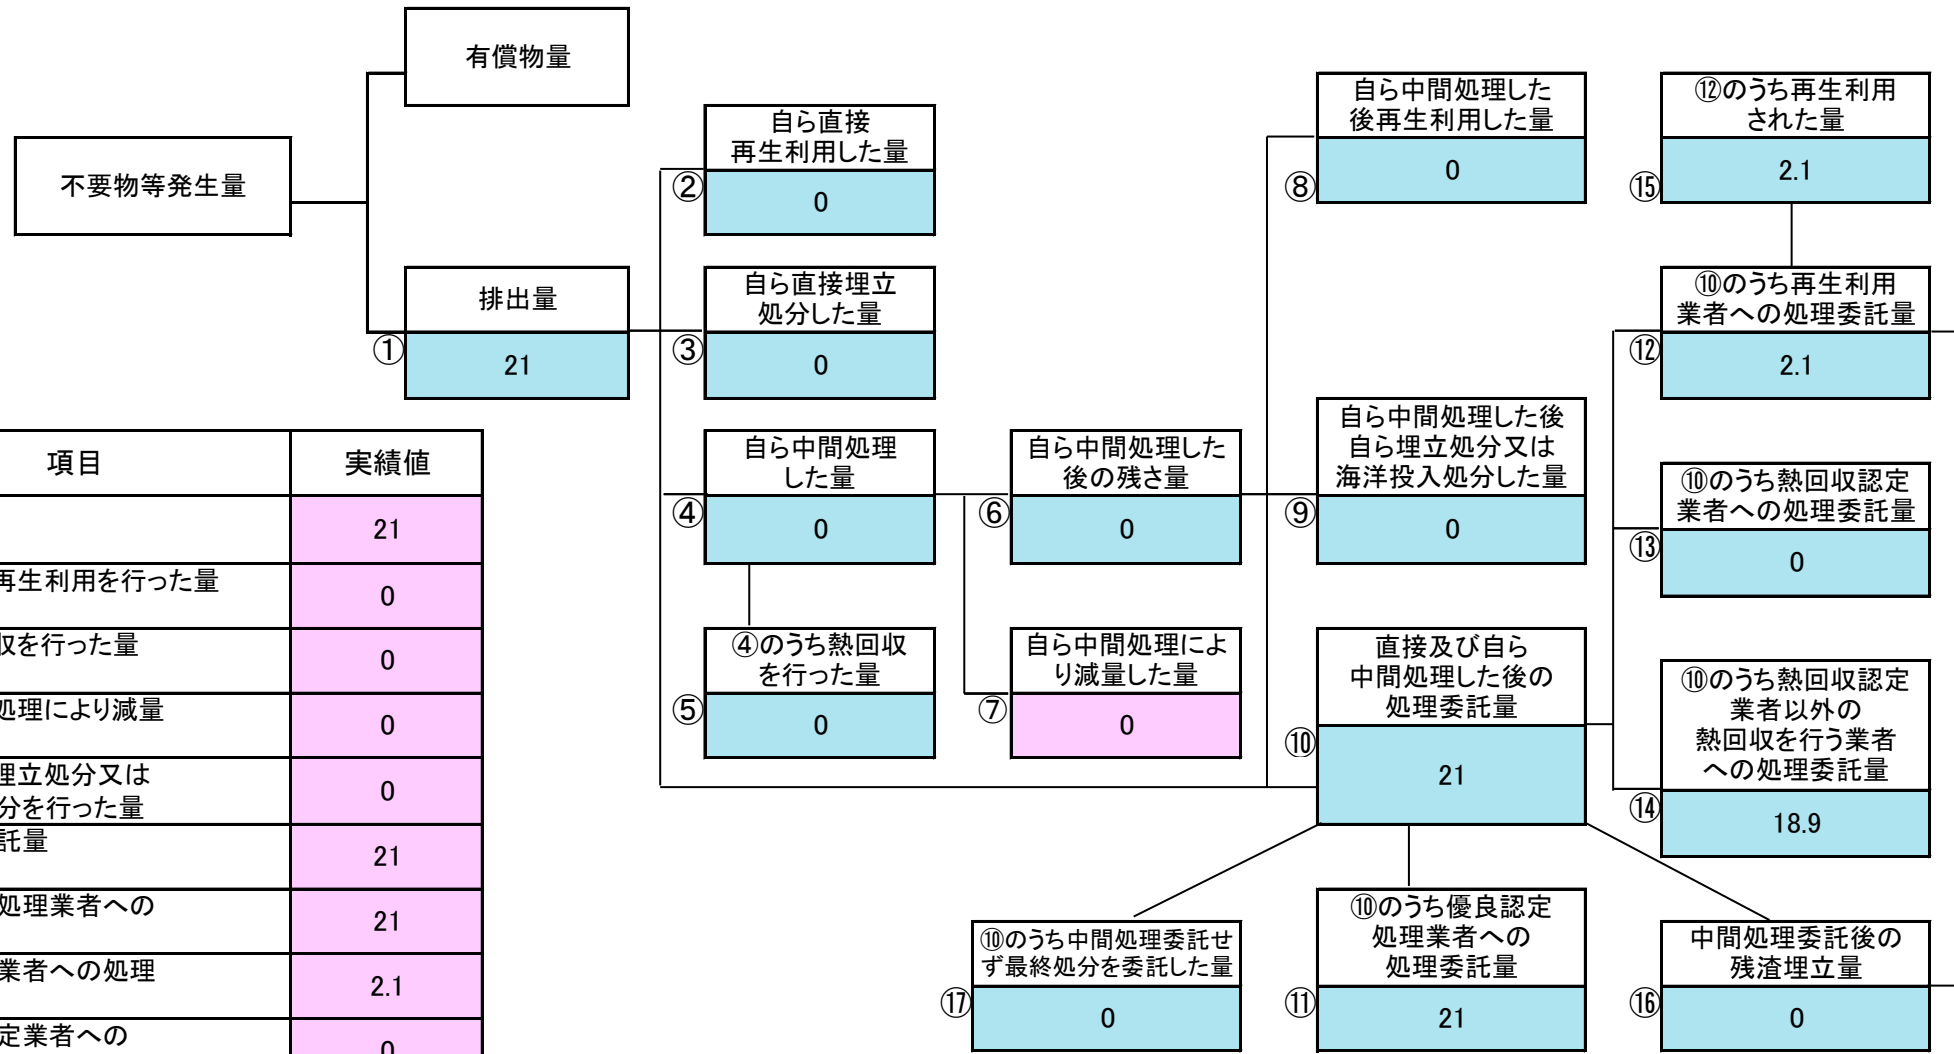 有償物量
不要物等発生量
排出量
①
21
自ら直接
再生利用した量
②
0
自ら直接埋立
処分した量
③
0
自ら中間処理
した量
④
0
④のうち熱回収
を行った量
⑤
0
自ら中間処理した
後の残さ量
⑥
0
自ら中間処理によ
り減量した量
⑦
0
自ら中間処理した
後再生利用した量
⑧
0
自ら中間処理した後
自ら埋立処分又は
海洋投入処分した量
⑨
0
直接及び自ら
中間処理した後の
処理委託量
⑩
21
⑫のうち再生利用
された量
⑮
2.1
⑩のうち再生利用
業者への処理委託量
⑫
2.1
⑩のうち熱回収認定
業者への処理委託量
⑬
0
⑩のうち熱回収認定
業者以外の
熱回収を行う業者
への処理委託量
⑭
18.9
⑩のうち中間処理委託せ
ず最終処分を委託した量
⑰
0
⑩のうち優良認定
処理業者への
処理委託量
⑪
21
中間処理委託後の
残渣埋立量
⑯
0
項目 実績値
21
再生利用を行った量
0
収を行った量
0
処理により減量
0
埋立処分又は
分を行った量
0
託量
21
処理業者への
21
業者への処理
2.1
定業者への
0